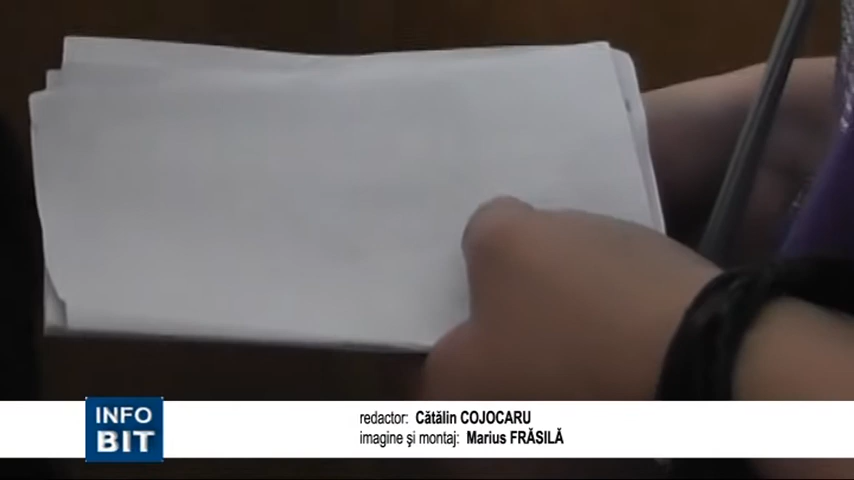 INFO
BIT
redactor: Cătălin COJOCARU
imagine şi montaj: Marius FRĂSILĂ